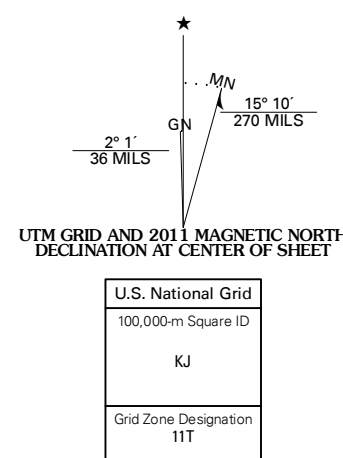 ★
MN
GN
15° 10´
270 MILS
2° 1´
36 MILS
UTM GRID AND 2011 MAGNETIC NORTH
DECLINATION AT CENTER OF SHEET
U.S. National Grid
100,000-m Square ID
KJ
Grid Zone Designation
11T